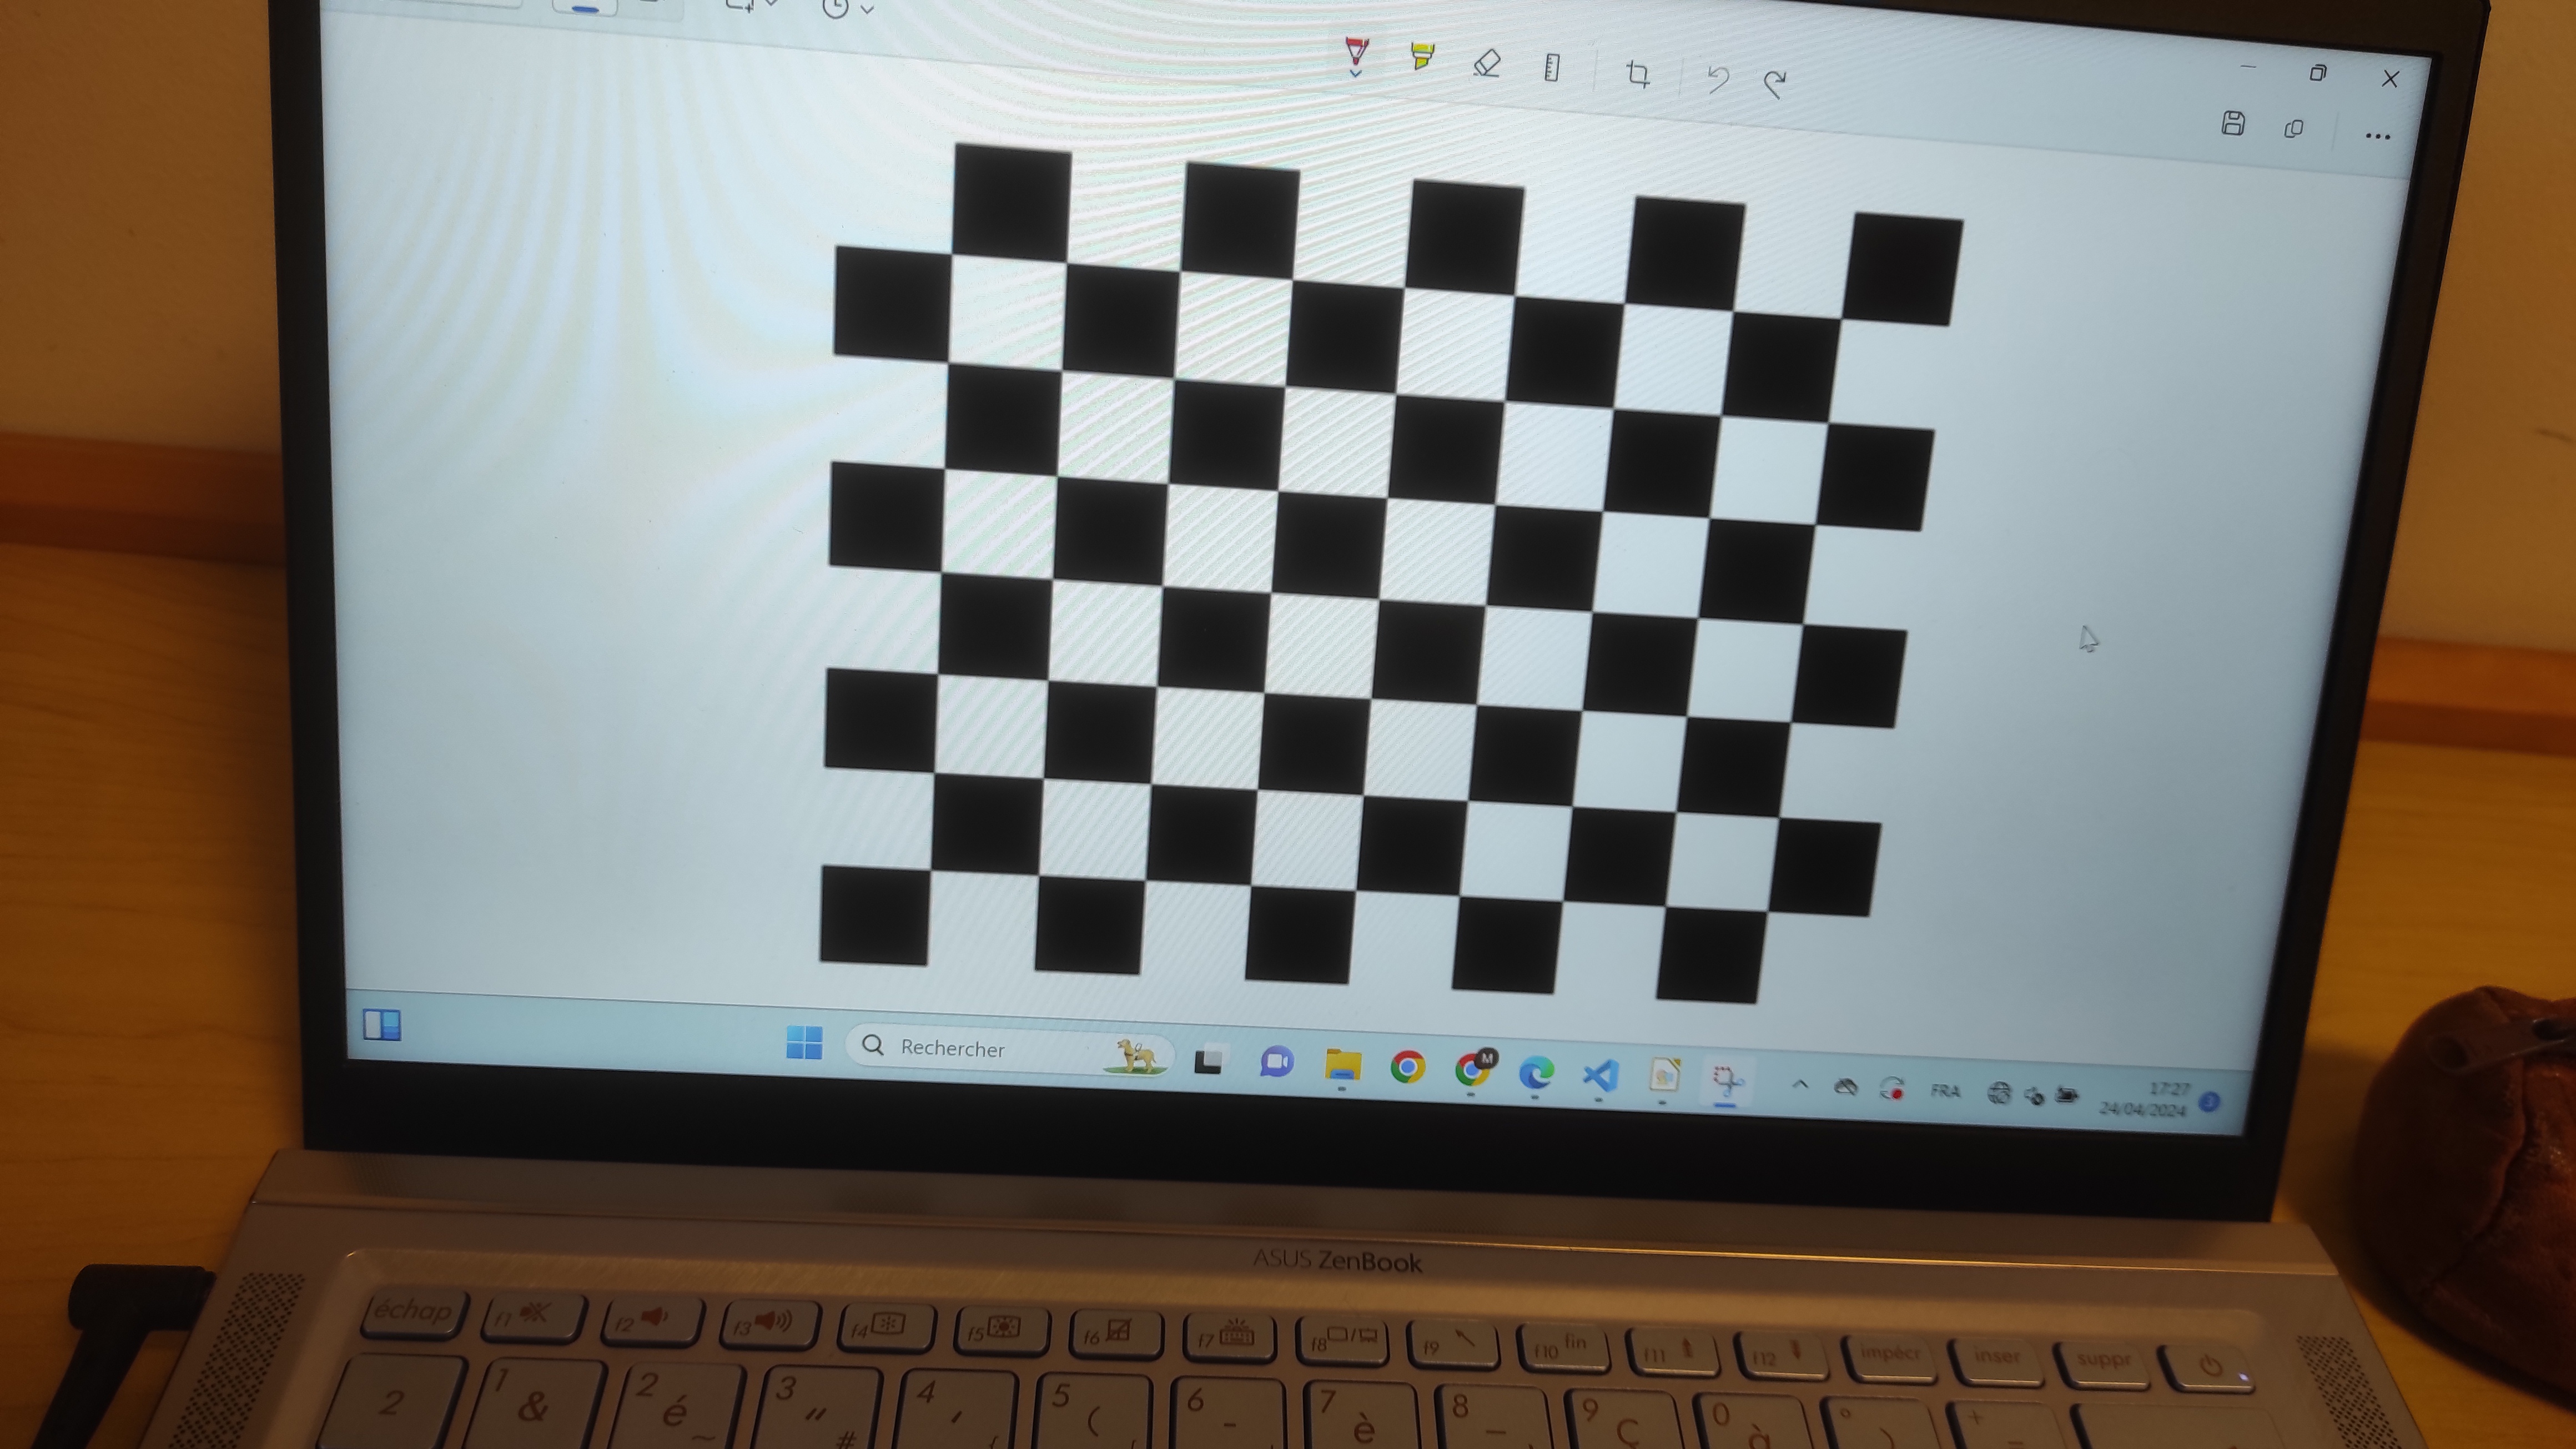 Rechercher
M
FRA
17:27
24/04/2024
ASUS ZenBook
échap f1 f2 f3 f4 f5 f6 f7 f8 f9 f10 fin f11 f12 impécr inser suppr
2 1 & 2 é ~ 3 " # 4 ' { 5 ( 6 - 7 è 8 _ 9 ç 0 à ° ) +